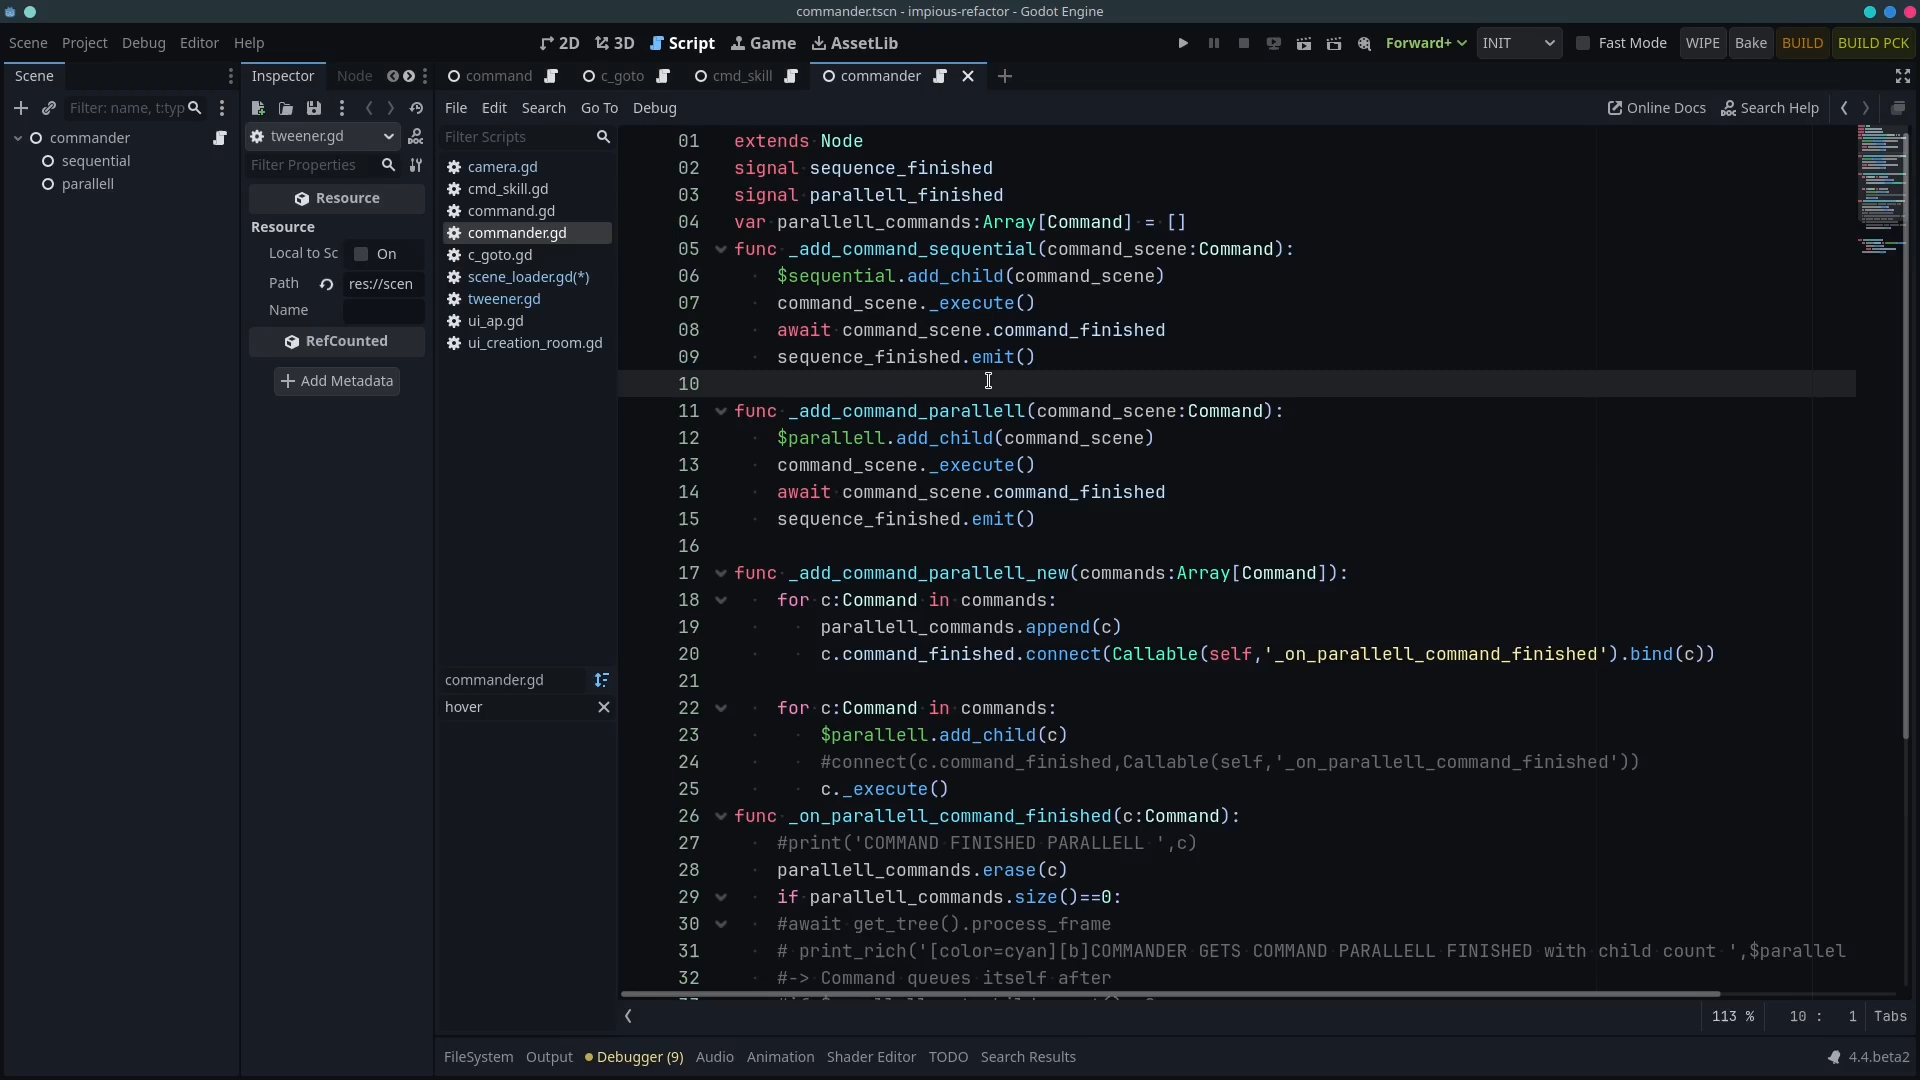 commander.tscn - impious-refactor - Godot Engine
Scene Project Debug Editor Help
2D 3D Script Game AssetLib
Forward+ INIT Fast Mode WIPE Bake BUILD BUILD PCK
Scene
Inspector Node
command c_goto cmd_skill commander
Filter: name, t:typ
commander
sequential
parallell
tweener.gd
Filter Properties
Resource
Resource
Local to Sc On
Path res://scen
Name
RefCounted
Add Metadata
File Edit Search Go To Debug
Online Docs Search Help
Filter Scripts
camera.gd
cmd_skill.gd
command.gd
commander.gd
c_goto.gd
scene_loader.gd(*)
tweener.gd
ui_ap.gd
ui_creation_room.gd
commander.gd
hover
01 extends Node
02 signal sequence_finished
03 signal parallell_finished
04 var parallell_commands:Array[Command] = []
05 func _add_command_sequential(command_scene:Command):
06 $sequential.add_child(command_scene)
07 command_scene._execute()
08 await command_scene.command_finished
09 sequence_finished.emit()
10
11 func _add_command_parallell(command_scene:Command):
12 $parallell.add_child(command_scene)
13 command_scene._execute()
14 await command_scene.command_finished
15 sequence_finished.emit()
16
17 func _add_command_parallell_new(commands:Array[Command]):
18 for c:Command in commands:
19 parallell_commands.append(c)
20 c.command_finished.connect(Callable(self,'_on_parallell_command_finished').bind(c))
21
22 for c:Command in commands:
23 $parallell.add_child(c)
24 #connect(c.command_finished,Callable(self,'_on_parallell_command_finished'))
25 c._execute()
26 func _on_parallell_command_finished(c:Command):
27 #print('COMMAND FINISHED PARALLELL ',c)
28 parallell_commands.erase(c)
29 if parallell_commands.size()==0:
30 #await get_tree().process_frame
31 # print_rich('[color=cyan][b]COMMANDER GETS COMMAND PARALLELL FINISHED with child count ',$parallel
32 #-> Command queues itself after
113 % 10 : 1 Tabs
FileSystem Output Debugger (9) Audio Animation Shader Editor TODO Search Results
4.4.beta2